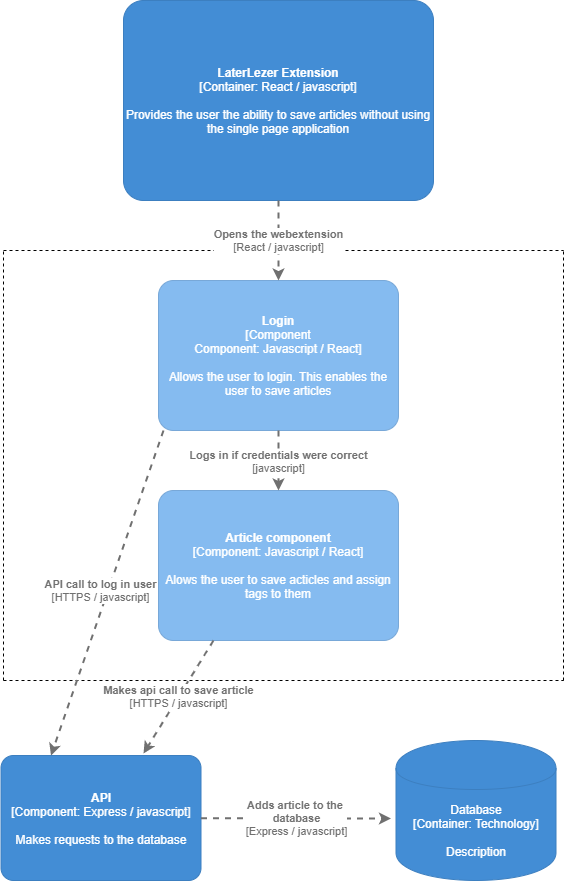 LaterLezer Extension
[Container: React / javascript]
Provides the user the ability to save articles without using
the single page application
Opens the webextension
[React / javascript]
Login
[Component
Component: Javascript / React]
Allows the user to login. This enables the
user to save articles
Logs in if credentials were correct
[javascript]
Article component
[Component: Javascript / React]
Alows the user to save acticles and assign
tags to them
API call to log in user
[HTTPS / javascript]
Makes api call to save article
[HTTPS / javascript]
API
[Component: Express / javascript]
Makes requests to the database
Adds article to the
database
[Express / javascript]
Database
[Container: Technology]
Description